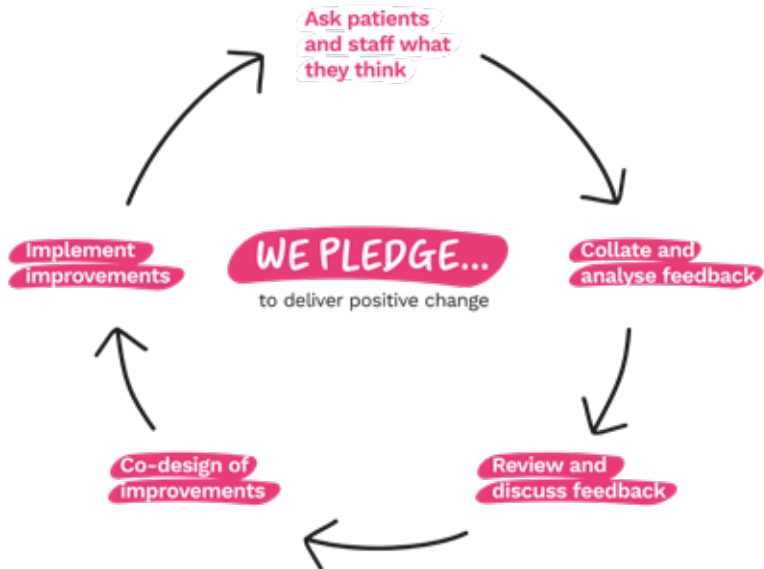 Ask patients
and staff what
they think
Collate and
analyse feedback
Review and
discuss feedback
Co-design of
improvements
Implement
improvements
WE PLEDGE...
to deliver positive change